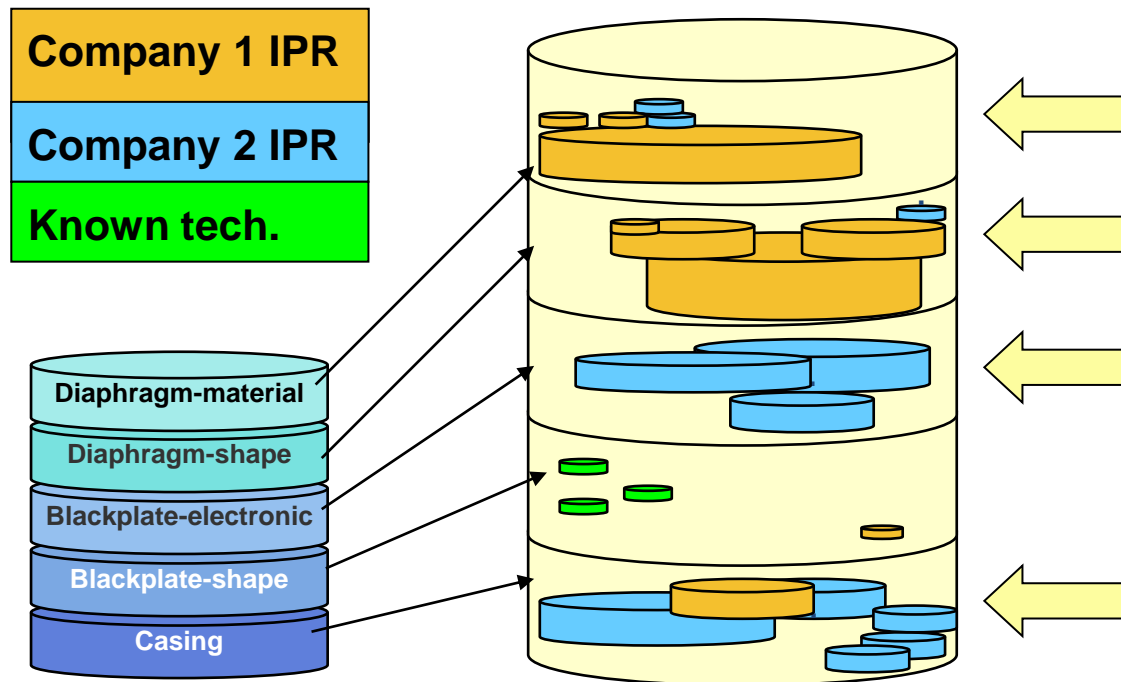 Company 1 IPR
Company 2 IPR
Known tech.
Diaphragm-material
Diaphragm-shape
Blackplate-electronic
Blackplate-shape
Casing